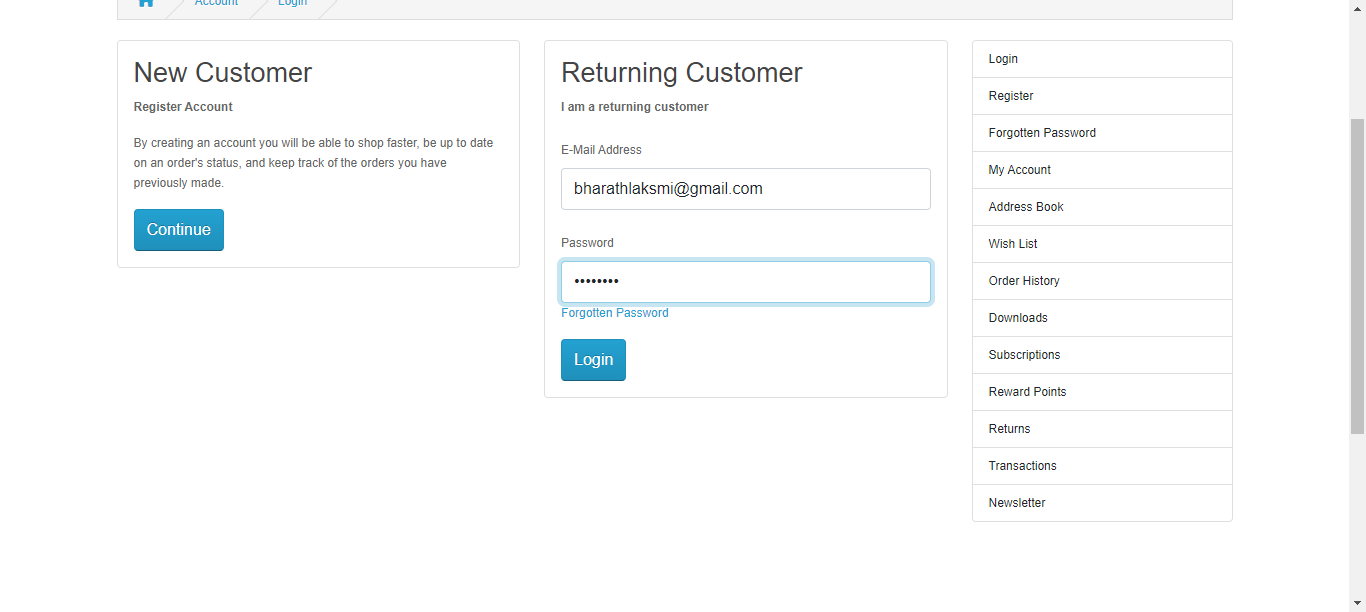 Account
Login
New Customer
Register Account
By creating an account you will be able to shop faster, be up to date
on an order's status, and keep track of the orders you have
previously made.
Continue
Returning Customer
I am a returning customer
E-Mail Address
bharathlaksmi@gmail.com
Password
••••••••
Forgotten Password
Login
Login
Register
Forgotten Password
My Account
Address Book
Wish List
Order History
Downloads
Subscriptions
Reward Points
Returns
Transactions
Newsletter